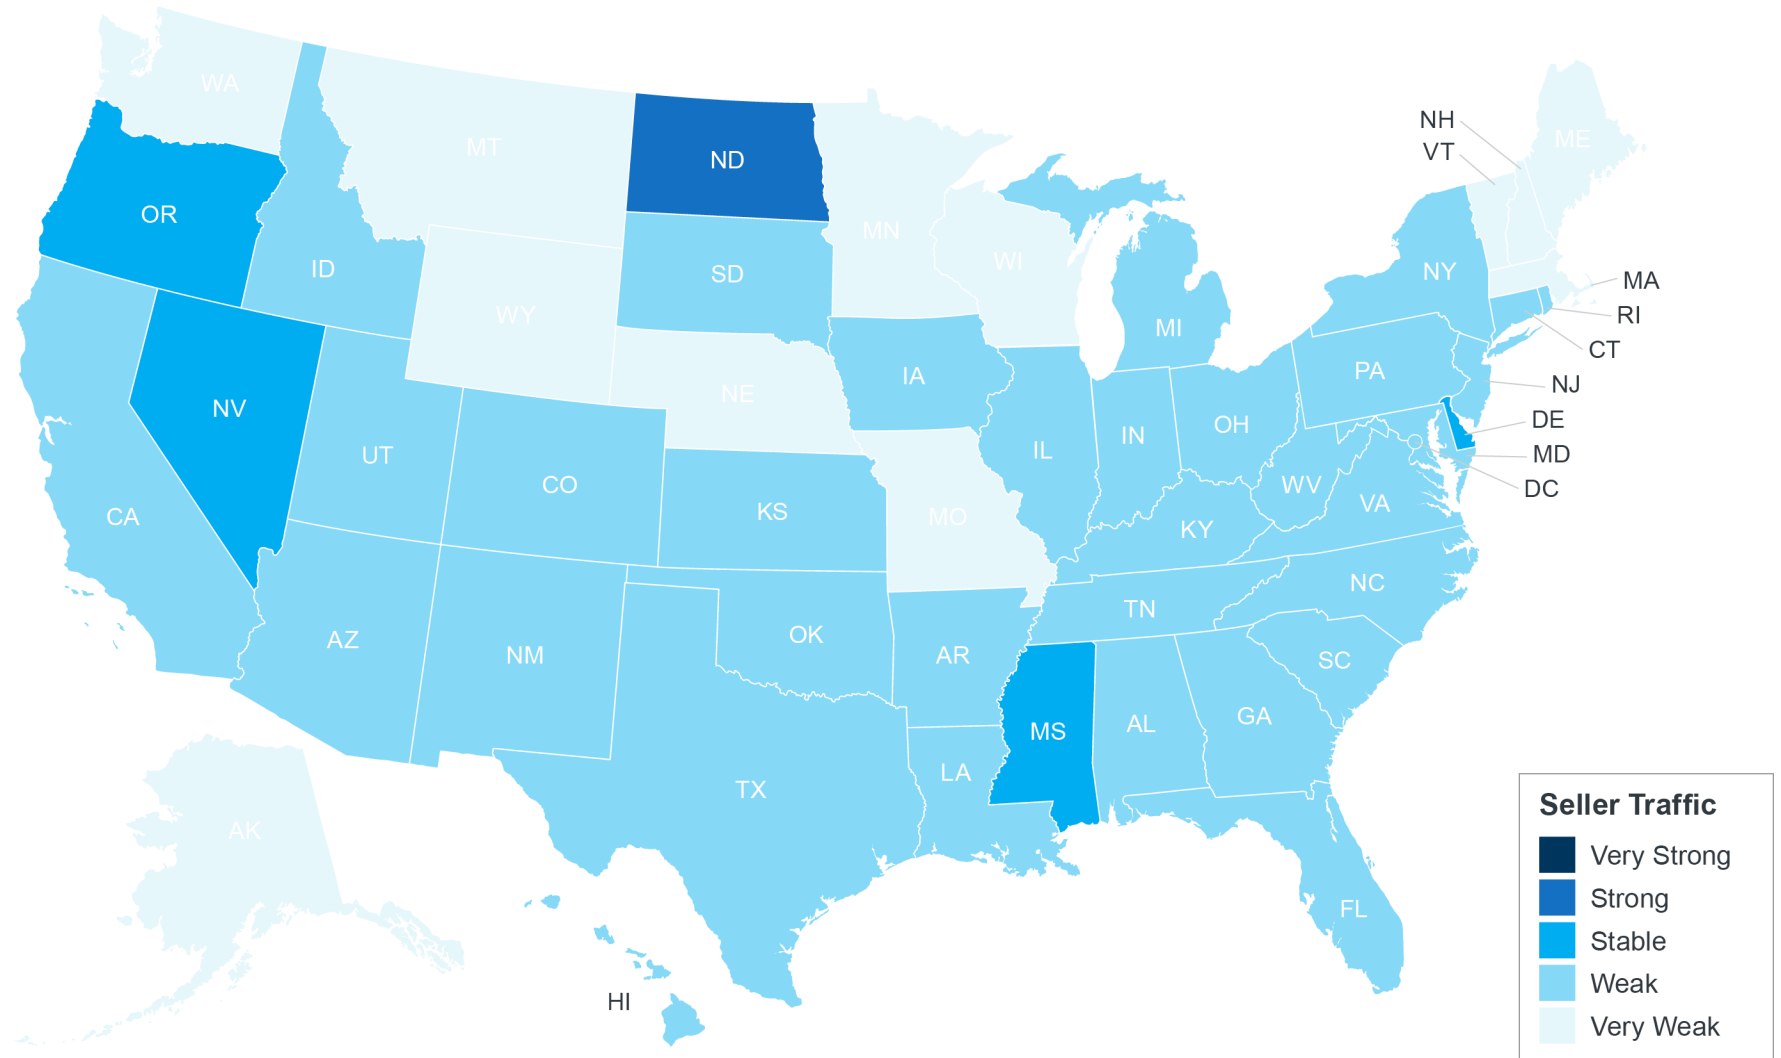 WA
MT
ND
MN
ME
NH
VT
OR
ID
SD
WI
NY
MA
RI
WY
MI
CT
IA
PA
NJ
NE
NV
DE
OH
IN
UT
IL
MD
CO
WV
DC
KS
VA
CA
MO
KY
NC
TN
AZ
OK
NM
AR
SC
GA
MS
AL
LA
TX
AK
FL
HI
Seller Traffic
Very Strong
Strong
Stable
Weak
Very Weak